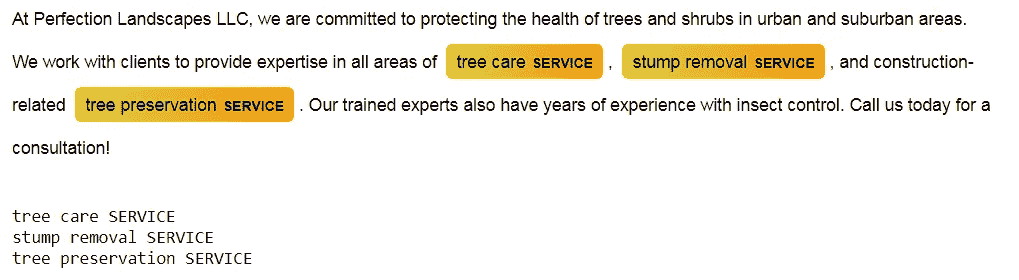 At Perfection Landscapes LLC, we are committed to protecting the health of trees and shrubs in urban and suburban areas.
We work with clients to provide expertise in all areas of tree care SERVICE , stump removal SERVICE , and construction-
related tree preservation SERVICE . Our trained experts also have years of experience with insect control. Call us today for a
consultation!
tree care SERVICE
stump removal SERVICE
tree preservation SERVICE